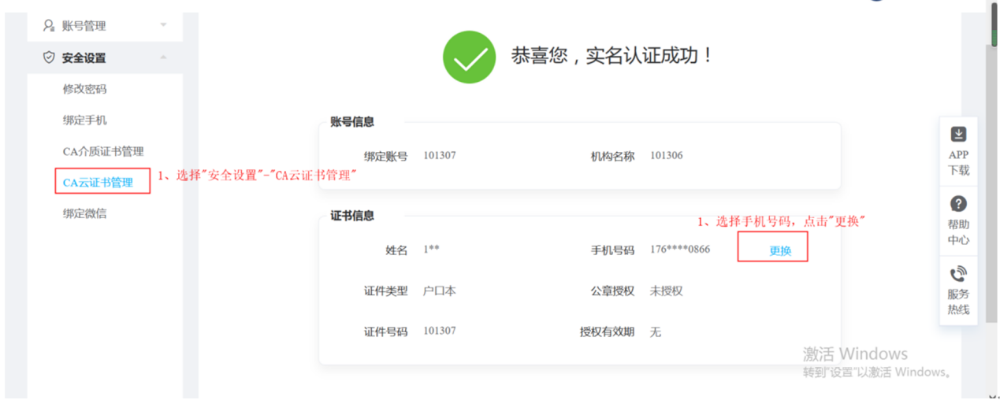 账号管理
安全设置
修改密码
绑定手机
CA介质证书管理
CA云证书管理
绑定微信
1、选择"安全设置"-"CA云证书管理"
恭喜您，实名认证成功！
账号信息
绑定账号 101307 机构名称 101306
证书信息
1、选择手机号码，点击"更换"
姓名 1** 手机号码 176****0866 更换
证件类型 户口本 公章授权 未授权
证件号码 101307 授权有效期 无
APP
下载
帮助
中心
服务
热线
激活 Windows
转到"设置"以激活 Windows。